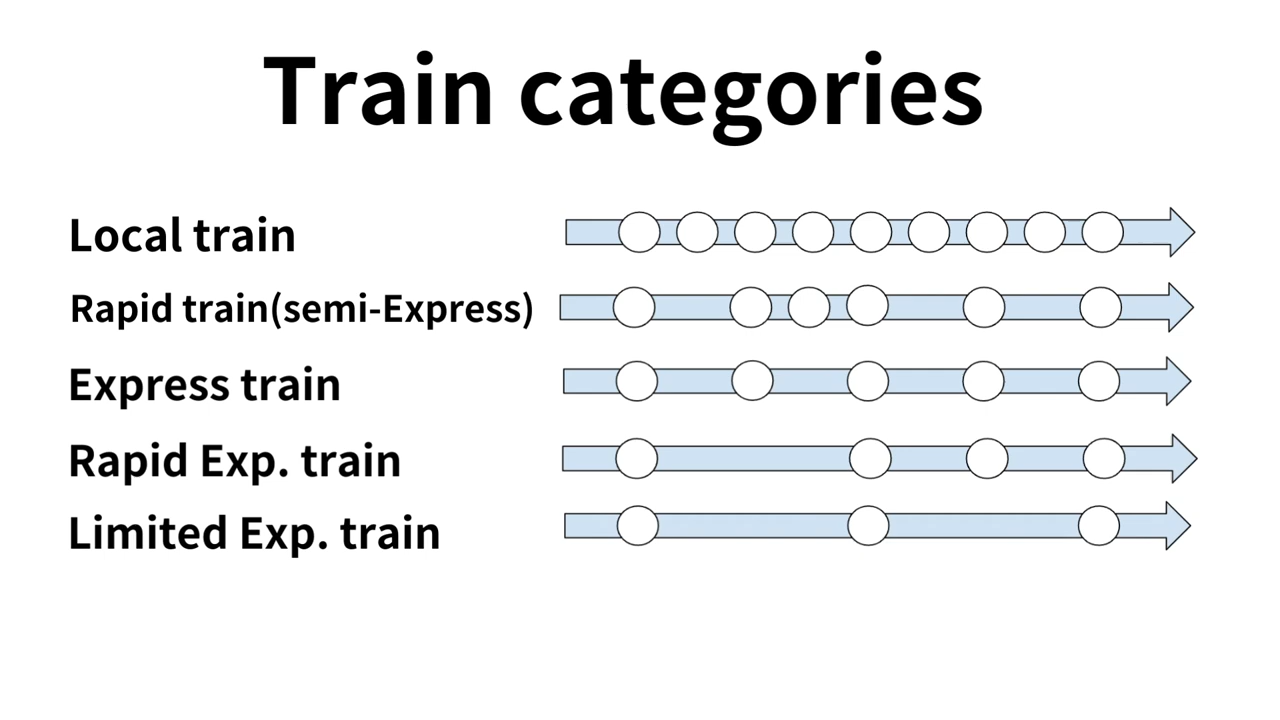 Train categories
Local train
Rapid train(semi-Express)
Express train
Rapid Exp. train
Limited Exp. train